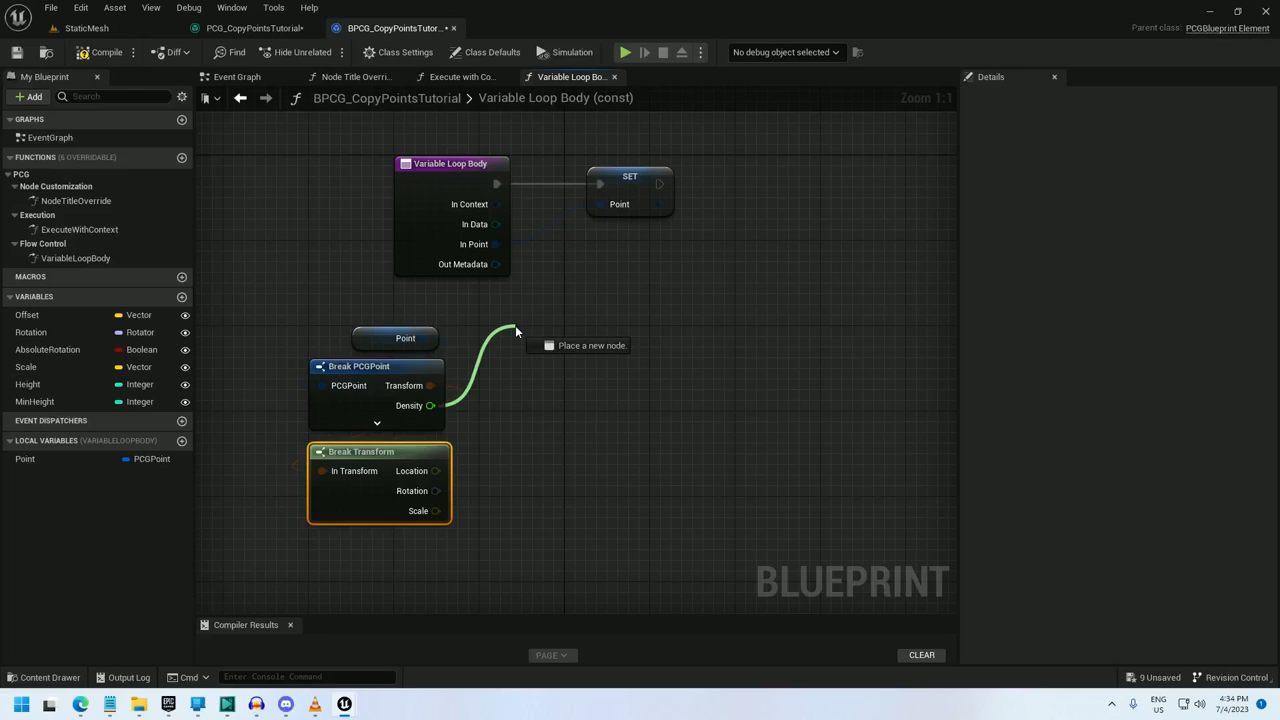 File Edit Asset View Debug Window Tools Help
StaticMesh
PCG_CopyPointsTutorial*
BPCG_CopyPointsTutor...*
Parent class: PCGBlueprint Element
Compile
Diff
Find
Hide Unrelated
Class Settings
Class Defaults
Simulation
No debug object selected
My Blueprint
Event Graph
Node Title Overri...
Execute with Co...
Variable Loop Bo...
Details
Add
Search
BPCG_CopyPointsTutorial > Variable Loop Body (const)
Zoom 1:1
GRAPHS
EventGraph
FUNCTIONS (6 OVERRIDABLE)
PCG
Node Customization
NodeTitleOverride
Execution
ExecuteWithContext
Flow Control
VariableLoopBody
MACROS
VARIABLES
Offset Vector
Rotation Rotator
AbsoluteRotation Boolean
Scale Vector
Height Integer
MinHeight Integer
EVENT DISPATCHERS
LOCAL VARIABLES (VARIABLELOOPBODY)
Point PCGPoint
Variable Loop Body
In Context
In Data
In Point
Out Metadata
SET
Point
Point
Place a new node.
Break PCGPoint
PCGPoint Transform
Density
Break Transform
In Transform Location
Rotation
Scale
BLUEPRINT
Compiler Results
PAGE
CLEAR
Content Drawer
Output Log
Cmd
Enter Console Command
9 Unsaved
Revision Control
ENG
US
4:34 PM
7/4/2023
1